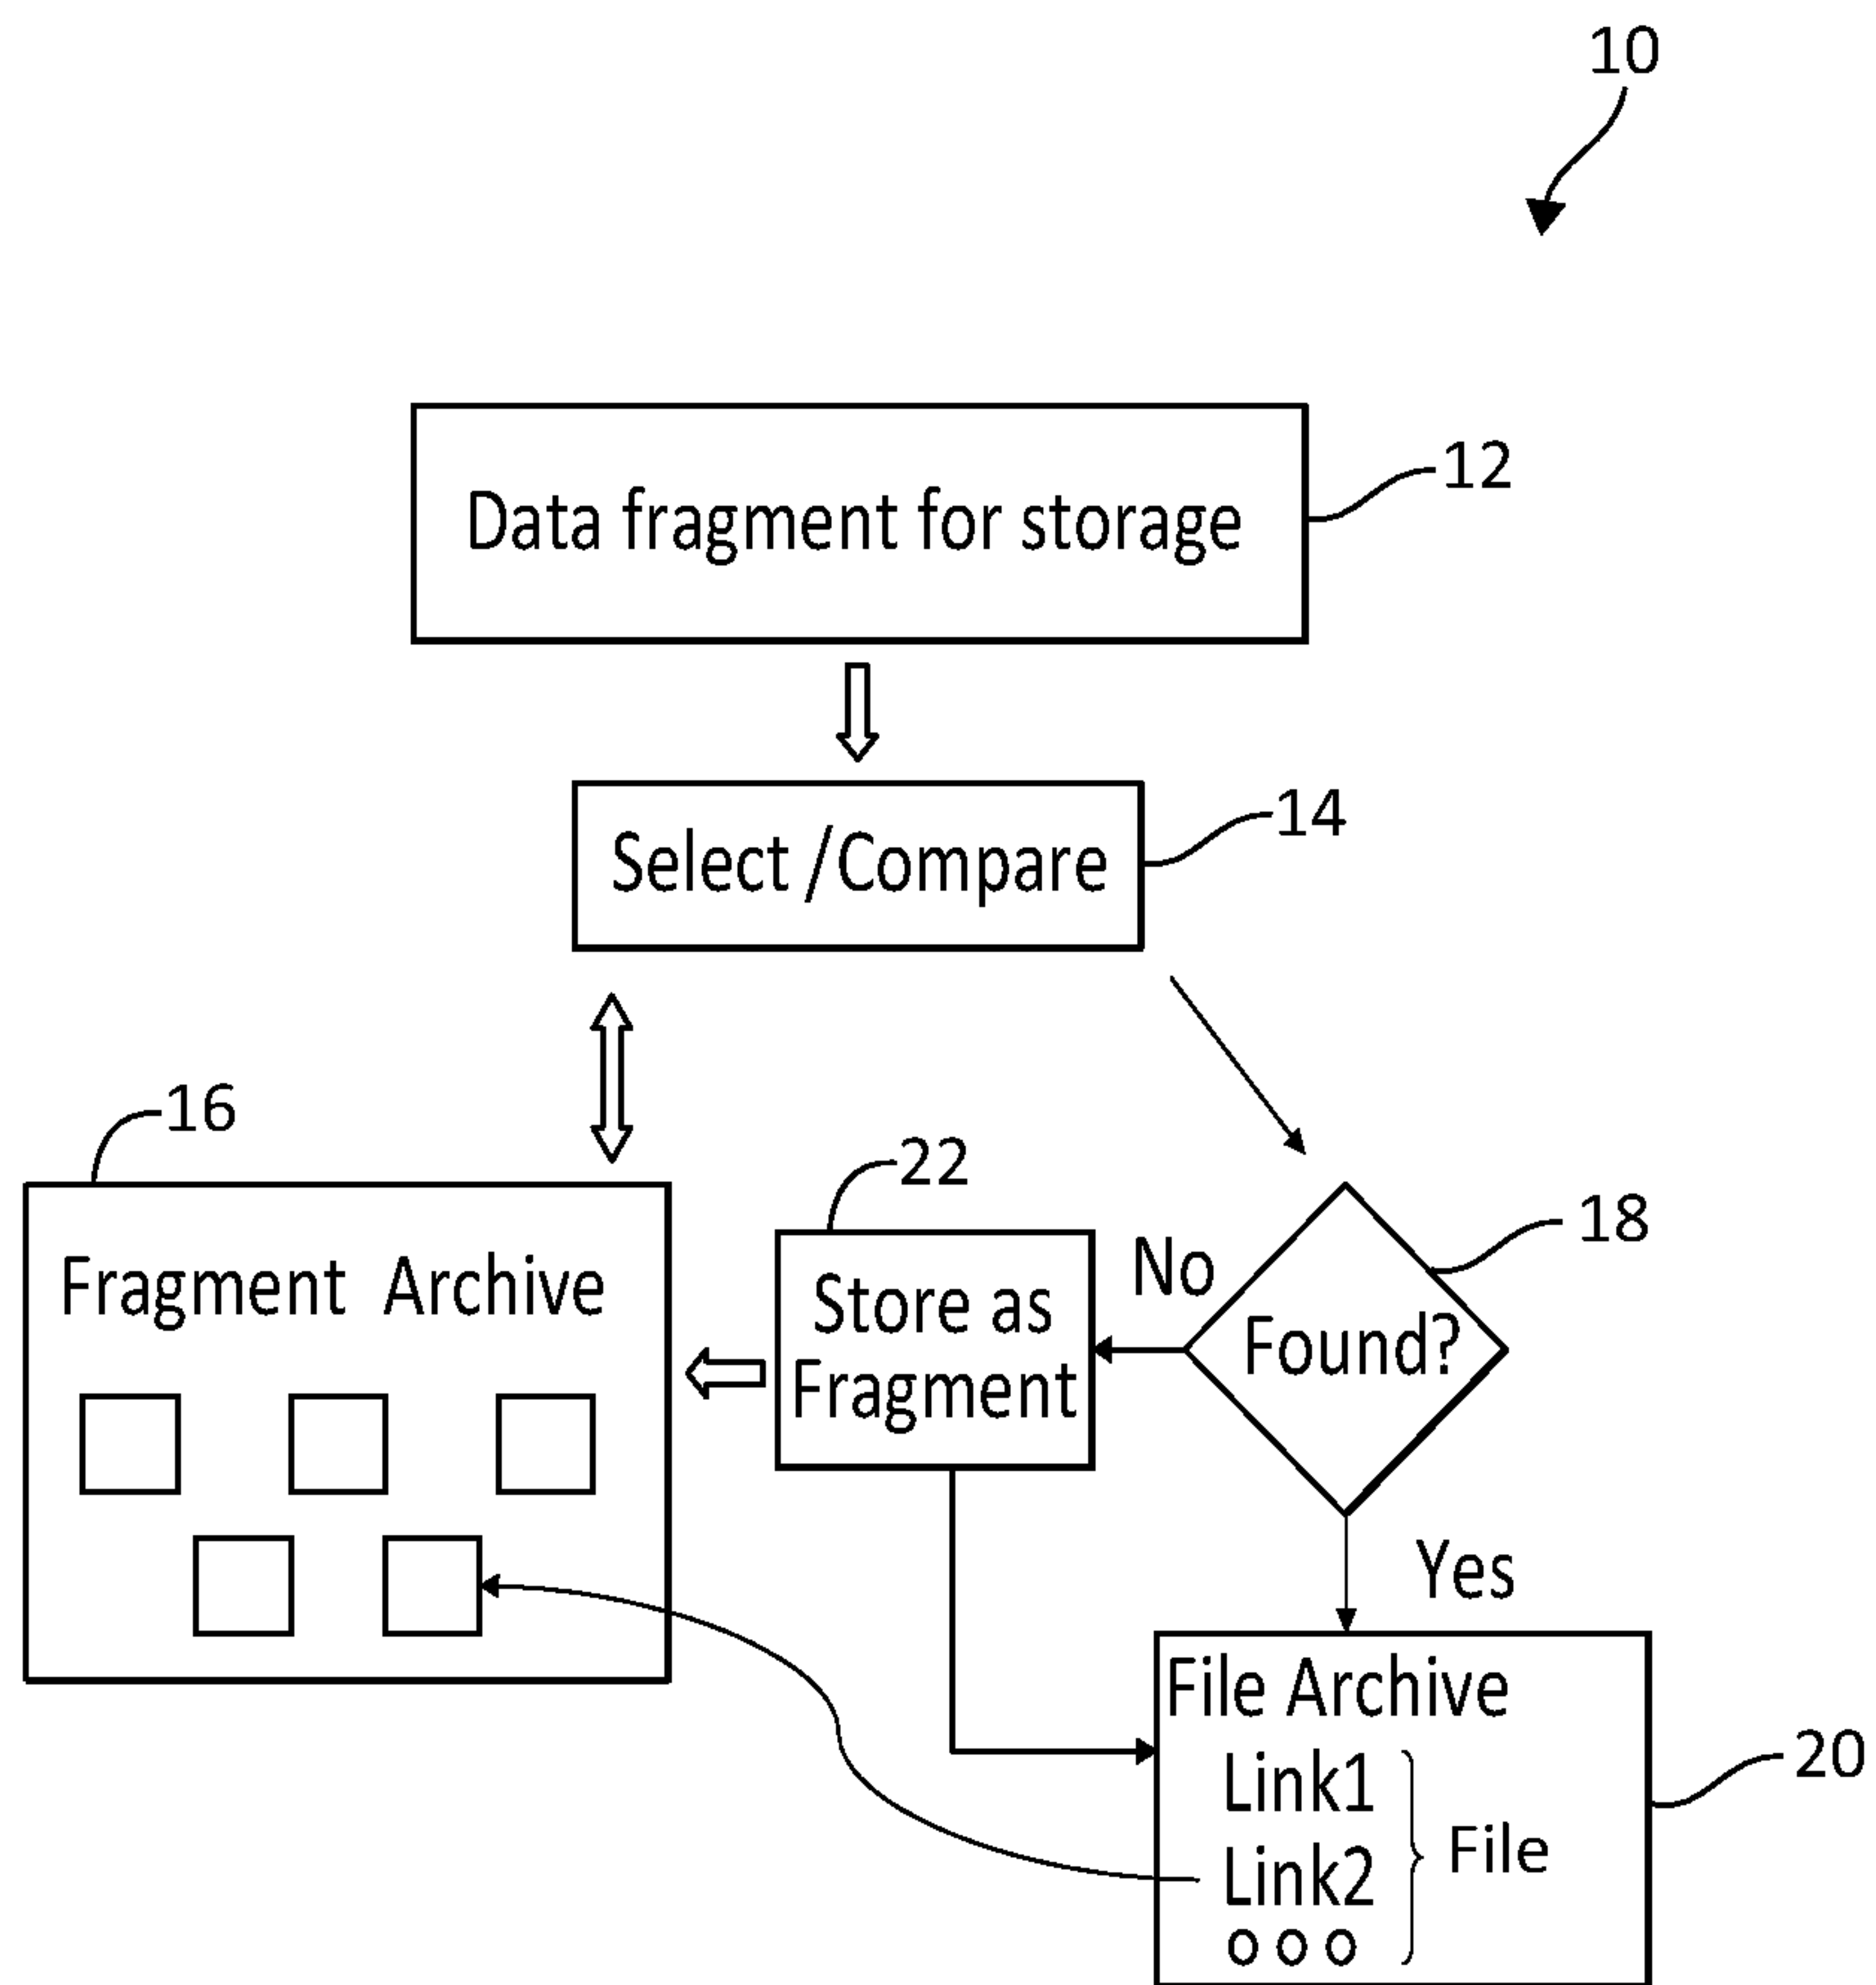 10
Data fragment for storage
12
Select /Compare
14
16
22
18
Fragment Archive
Store as
Fragment
No
Found?
Yes
File Archive
Link1
Link2
o o o
File
20